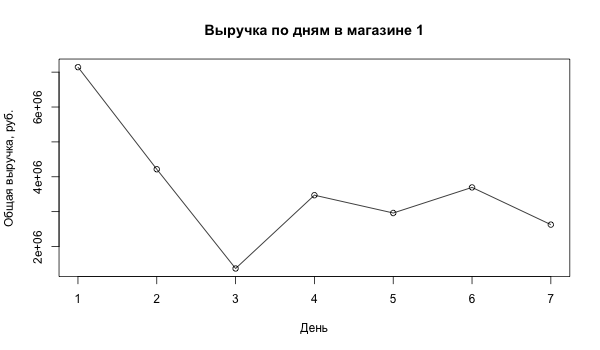 Выручка по дням в магазине 1
Общая выручка, руб.
6e+06
4e+06
2e+06
1 2 3 4 5 6 7
День